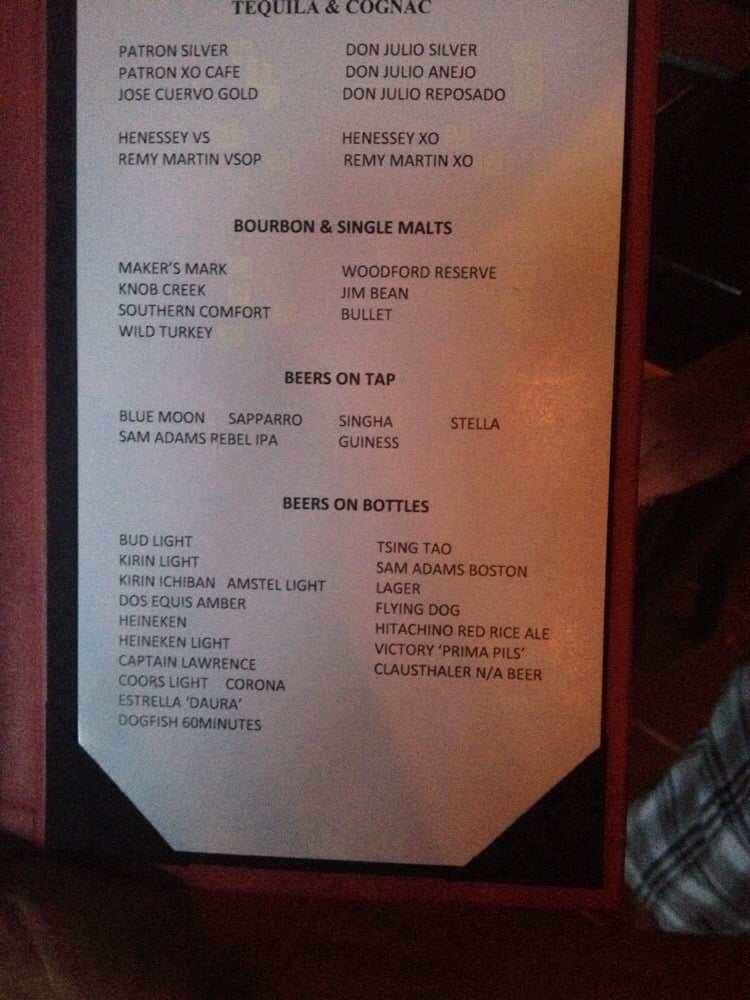 TEQUILA & COGNAC
PATRON SILVER DON JULIO SILVER
PATRON XO CAFE DON JULIO ANEJO
JOSE CUERVO GOLD DON JULIO REPOSADO
HENESSEY VS HENESSEY XO
REMY MARTIN VSOP REMY MARTIN XO
BOURBON & SINGLE MALTS
MAKER'S MARK WOODFORD RESERVE
KNOB CREEK JIM BEAN
SOUTHERN COMFORT BULLET
WILD TURKEY
BEERS ON TAP
BLUE MOON SAPPARRO SINGHA STELLA
SAM ADAMS REBEL IPA GUINESS
BEERS ON BOTTLES
BUD LIGHT
KIRIN LIGHT
KIRIN ICHIBAN AMSTEL LIGHT
DOS EQUIS AMBER
HEINEKEN
HEINEKEN LIGHT
CAPTAIN LAWRENCE
COORS LIGHT CORONA
ESTRELLA 'DAURA'
DOGFISH 60MINUTES
TSING TAO
SAM ADAMS BOSTON
LAGER
FLYING DOG
HITACHINO RED RICE ALE
VICTORY 'PRIMA PILS'
CLAUSTHALER N/A BEER